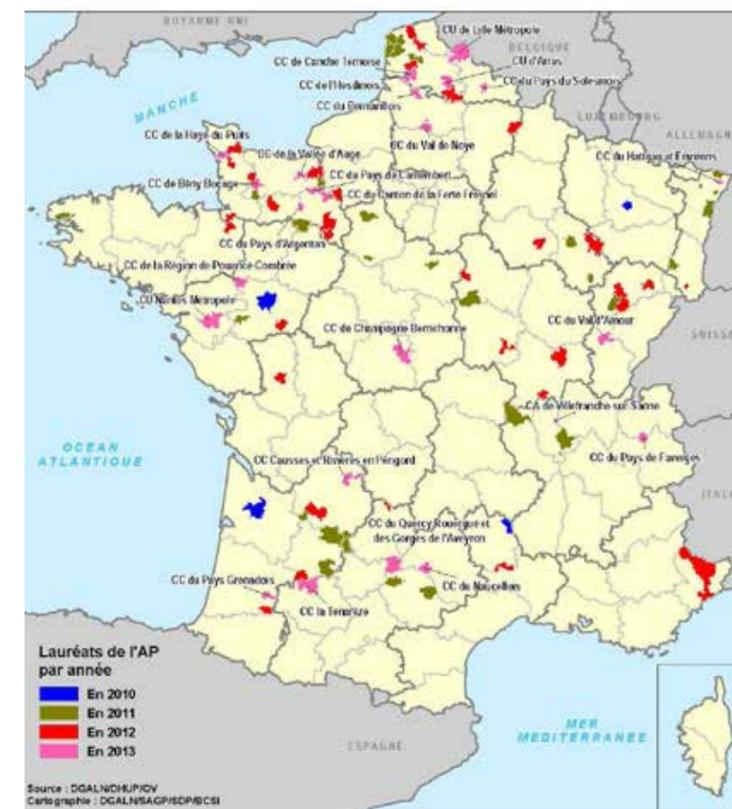 ROYAUME UNI
CU de Lille Métropole
BELGIQUE
CC de Canche Ternoise
CU d'Arras
CC de l'Hesdinois
CC du Pays du Solesmois
CC du Bernavillois
LUXEMBOURG
MANCHE
ALLEMAGN
CC de la Haye du Puits
CC du Val de Noye
CC de la Vallée d'Auge
CC du Hattgau et Environs
CC du Pays de Camembert
CC de Bény Bocage
CC du Canton de la Ferté Fresnel
CC du Pays d'Argentan
CC de la Région de Pouancé Combrée
CU Nantes Métropole
CC du Val d'Amour
CC de Champagne Berrichonne
SUISSE
CA de Villefranche sur Saône
OCEAN
ATLANTIQUE
CC Causses et Rivières en Périgord
CC du Pays de Faverges
ITALI
CC du Quercy Rouergue et
des Gorges de l'Aveyron
CC du Pays Grenadois
CC du Naucellois
CC la Ténarèze
Lauréats de l'AP
par année
En 2010
En 2011
En 2012
En 2013
MER
MEDITERRANEE
ESPAGNE
Source : DGALN/DHUP/QV
Cartographie : DGALN/SAGP/SDP/BCSI